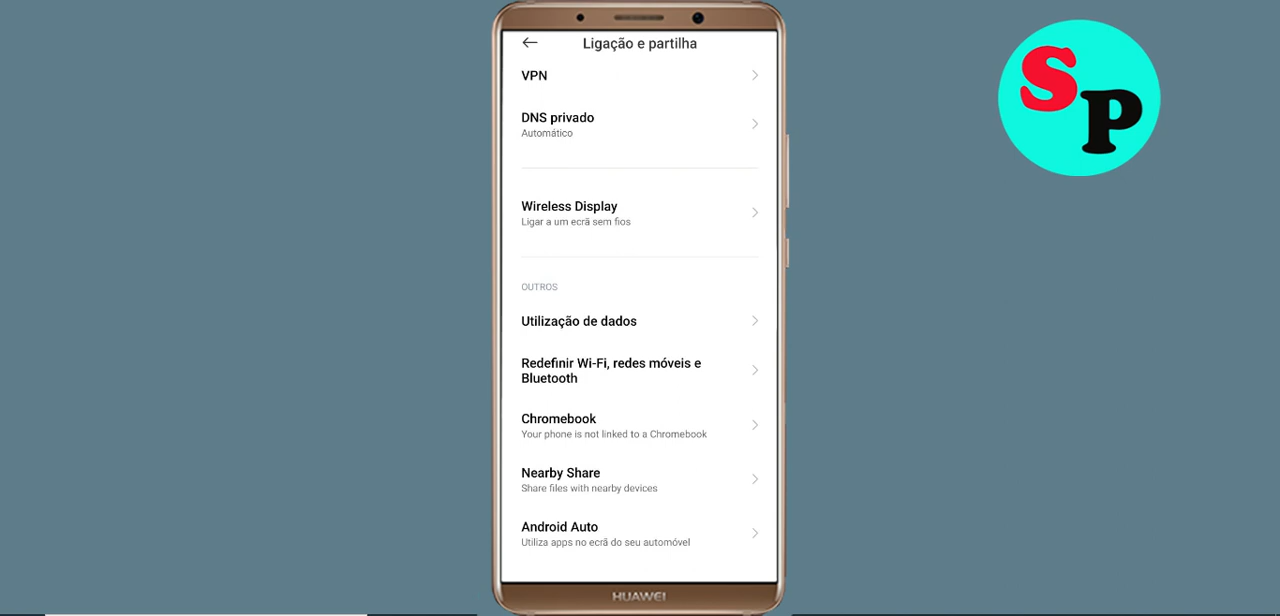 Ligação e partilha
VPN
DNS privado
Automático
Wireless Display
Ligar a um ecrã sem fios
OUTROS
Utilização de dados
Redefinir Wi-Fi, redes móveis e
Bluetooth
Chromebook
Your phone is not linked to a Chromebook
Nearby Share
Share files with nearby devices
Android Auto
Utiliza apps no ecrã do seu automóvel
HUAWEI
SP